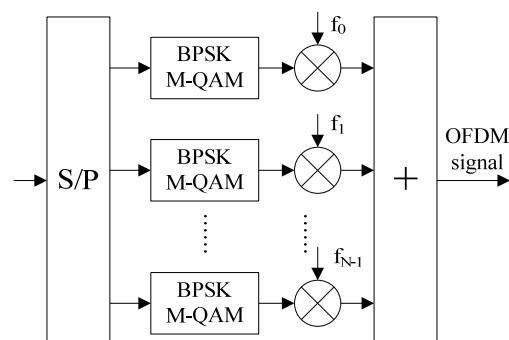 f0
BPSK
M-QAM
f1
OFDM
signal
BPSK
M-QAM
S/P
+
fN-1
BPSK
M-QAM